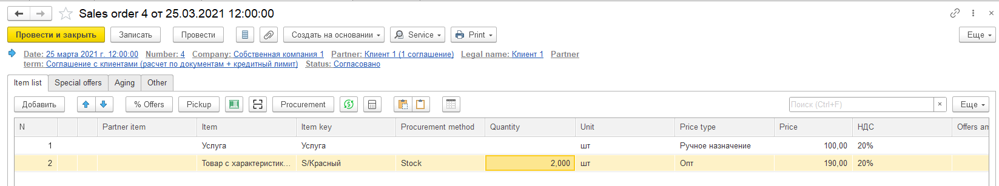 Sales order 4 от 25.03.2021 12:00:00
Провести и закрыть Записать Провести Создать на основании Service Print Еще
Date: 25 марта 2021 г. 12:00:00 Number: 4 Company: Собственная компания 1 Partner: Клиент 1 (1 соглашение) Legal name: Клиент 1 Partner
term: Соглашение с клиентами (расчет по документам + кредитный лимит) Status: Согласовано
Item list Special offers Aging Other
Добавить % Offers Pickup Procurement Поиск (Ctrl+F) × Еще
N Partner item Item Item key Procurement method Quantity Unit Price type Price НДС Offers am
1 Услуга Услуга шт Ручное назначение 100,00 20%
2 Товар с характеристик... S/Красный Stock 2,000 шт Опт 190,00 20%